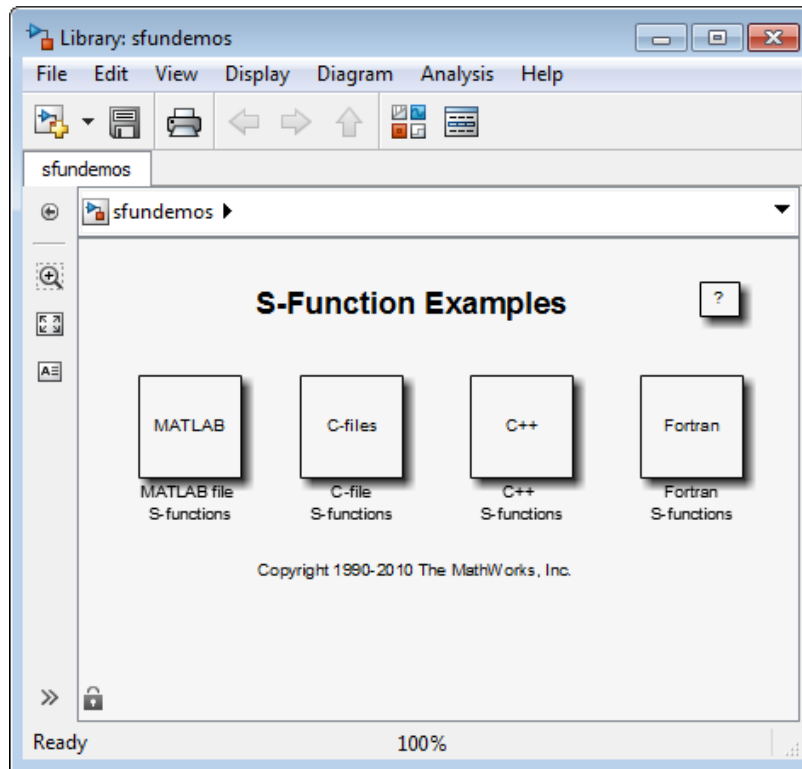 Library: sfundemos
File Edit View Display Diagram Analysis Help
sfundemos
sfundemos
S-Function Examples
?
MATLAB C-files C++ Fortran
MATLAB file C-file C++ Fortran
S-functions S-functions S-functions S-functions
Copyright 1990-2010 The MathWorks, Inc.
Ready 100%